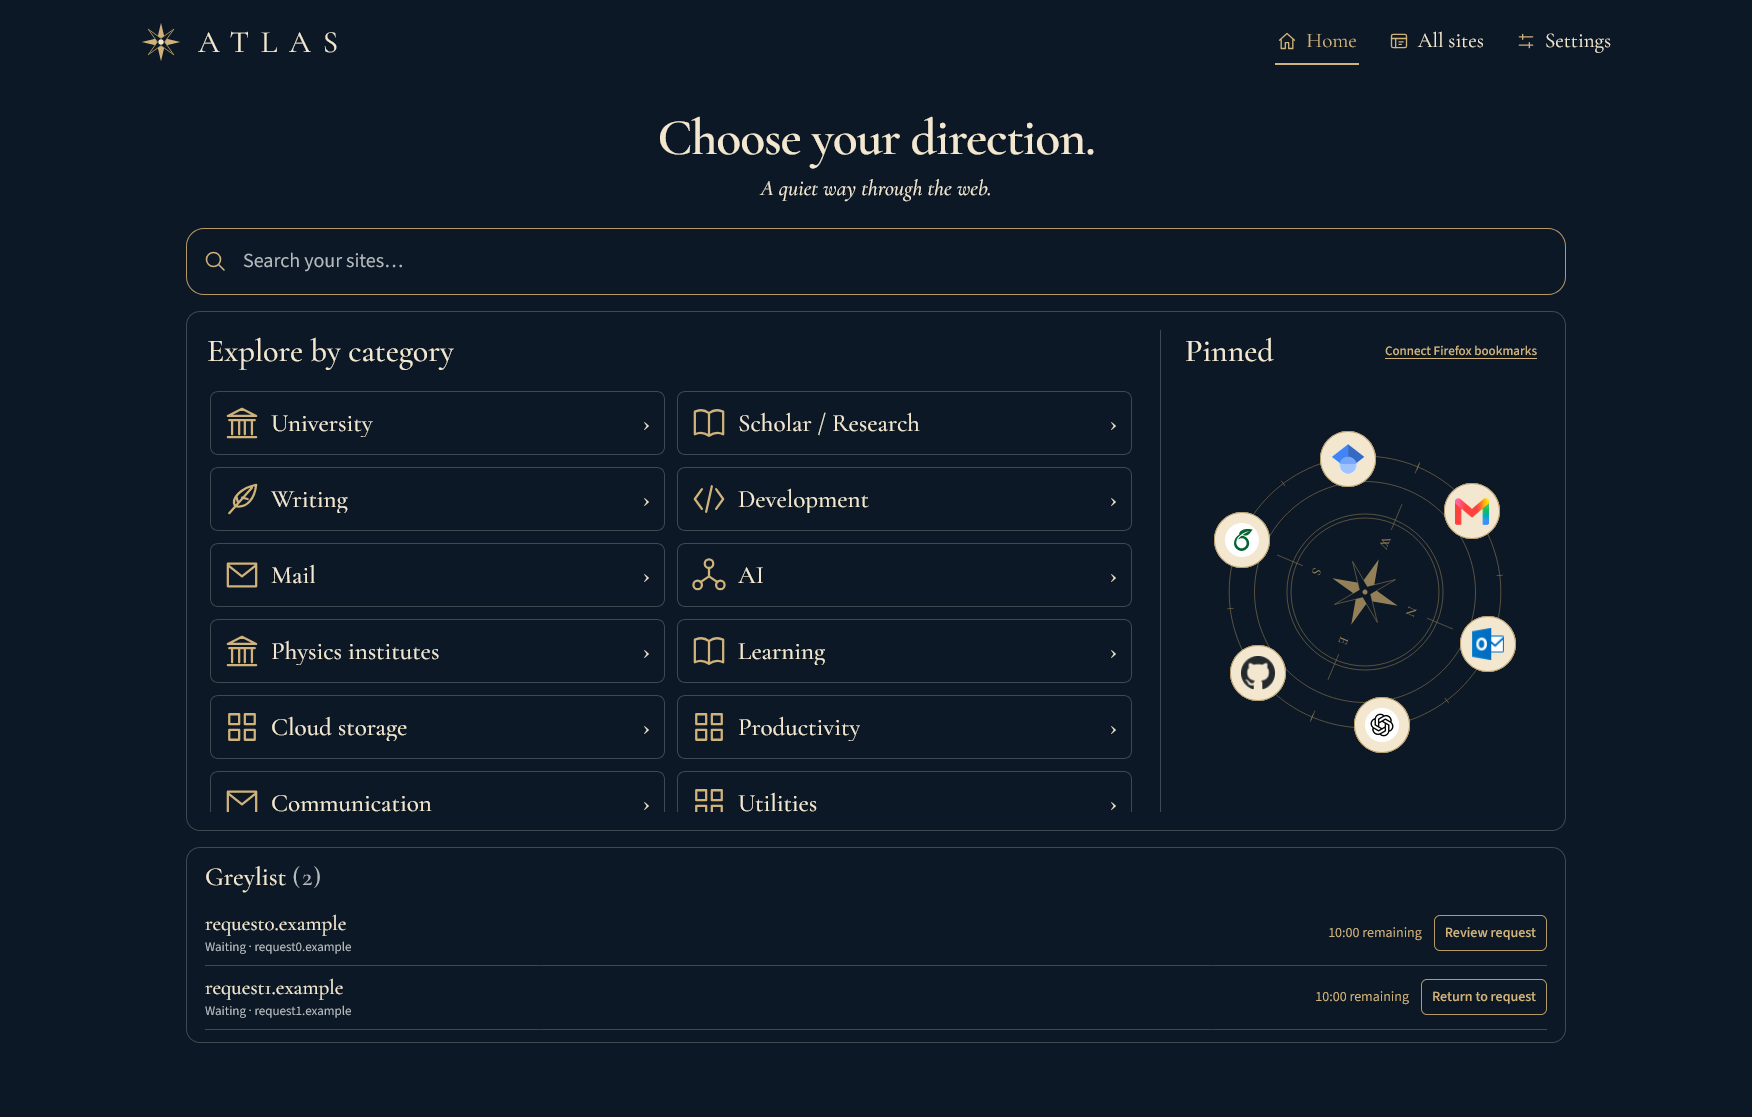 ATLAS
Home
All sites
Settings
Choose your direction.
A quiet way through the web.
Search your sites...
Explore by category
Pinned
Connect Firefox bookmarks
University
Scholar / Research
Writing
Development
Mail
AI
Physics institutes
Learning
Cloud storage
Productivity
Communication
Utilities
W
S
N
E
Greylist (2)
request0.example
Waiting · request0.example
10:00 remaining
Review request
request1.example
Waiting · request1.example
10:00 remaining
Return to request